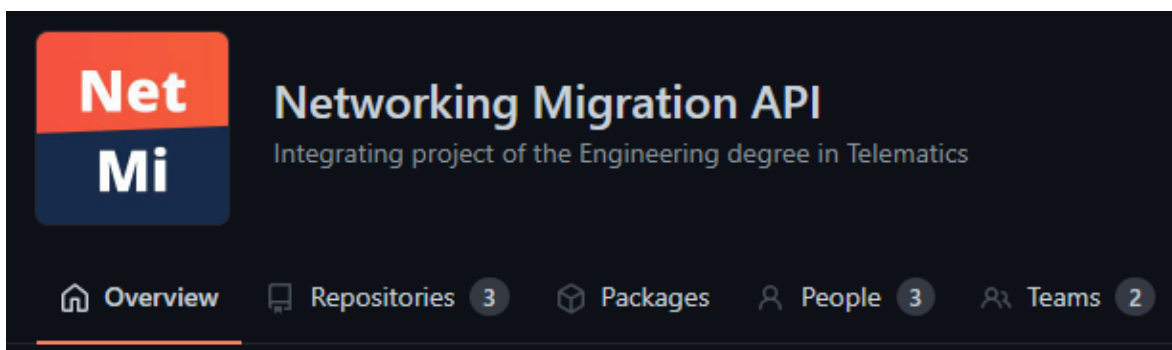 Net
Mi
Networking Migration API
Integrating project of the Engineering degree in Telematics
Overview Repositories 3 Packages People 3 Teams 2